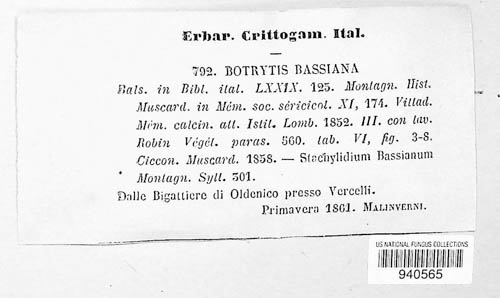 Erbar. Crittogam. Ital.
792. BOTRYTIS BASSIANA
Bals. in Bibl. ital. LXXIX. 125. Montagn. Hist.
Muscard. in Mém. soc. séricicol. XI, 174. Vittad.
Mém. calcin. att. Istit. Lomb. 1852. III. con tav.
Robin Végél. paras. 560. tab. VI, fig. 3-8.
Ciccon. Muscard. 1858. — Stachylidium Bassianum
Montagn. Syll. 301.
Dalle Bigattiere di Oldenico presso Vercelli.
Primavera 1861. MALINVERNI.
US NATIONAL FUNGUS COLLECTIONS
940565